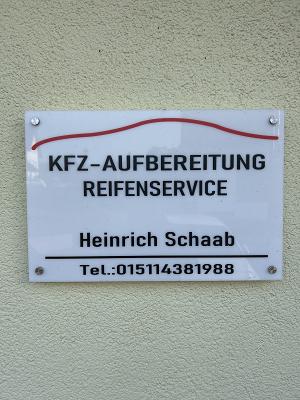 KFZ-AUFBEREITUNG
REIFENSERVICE
Heinrich Schaab
Tel.:015114381988